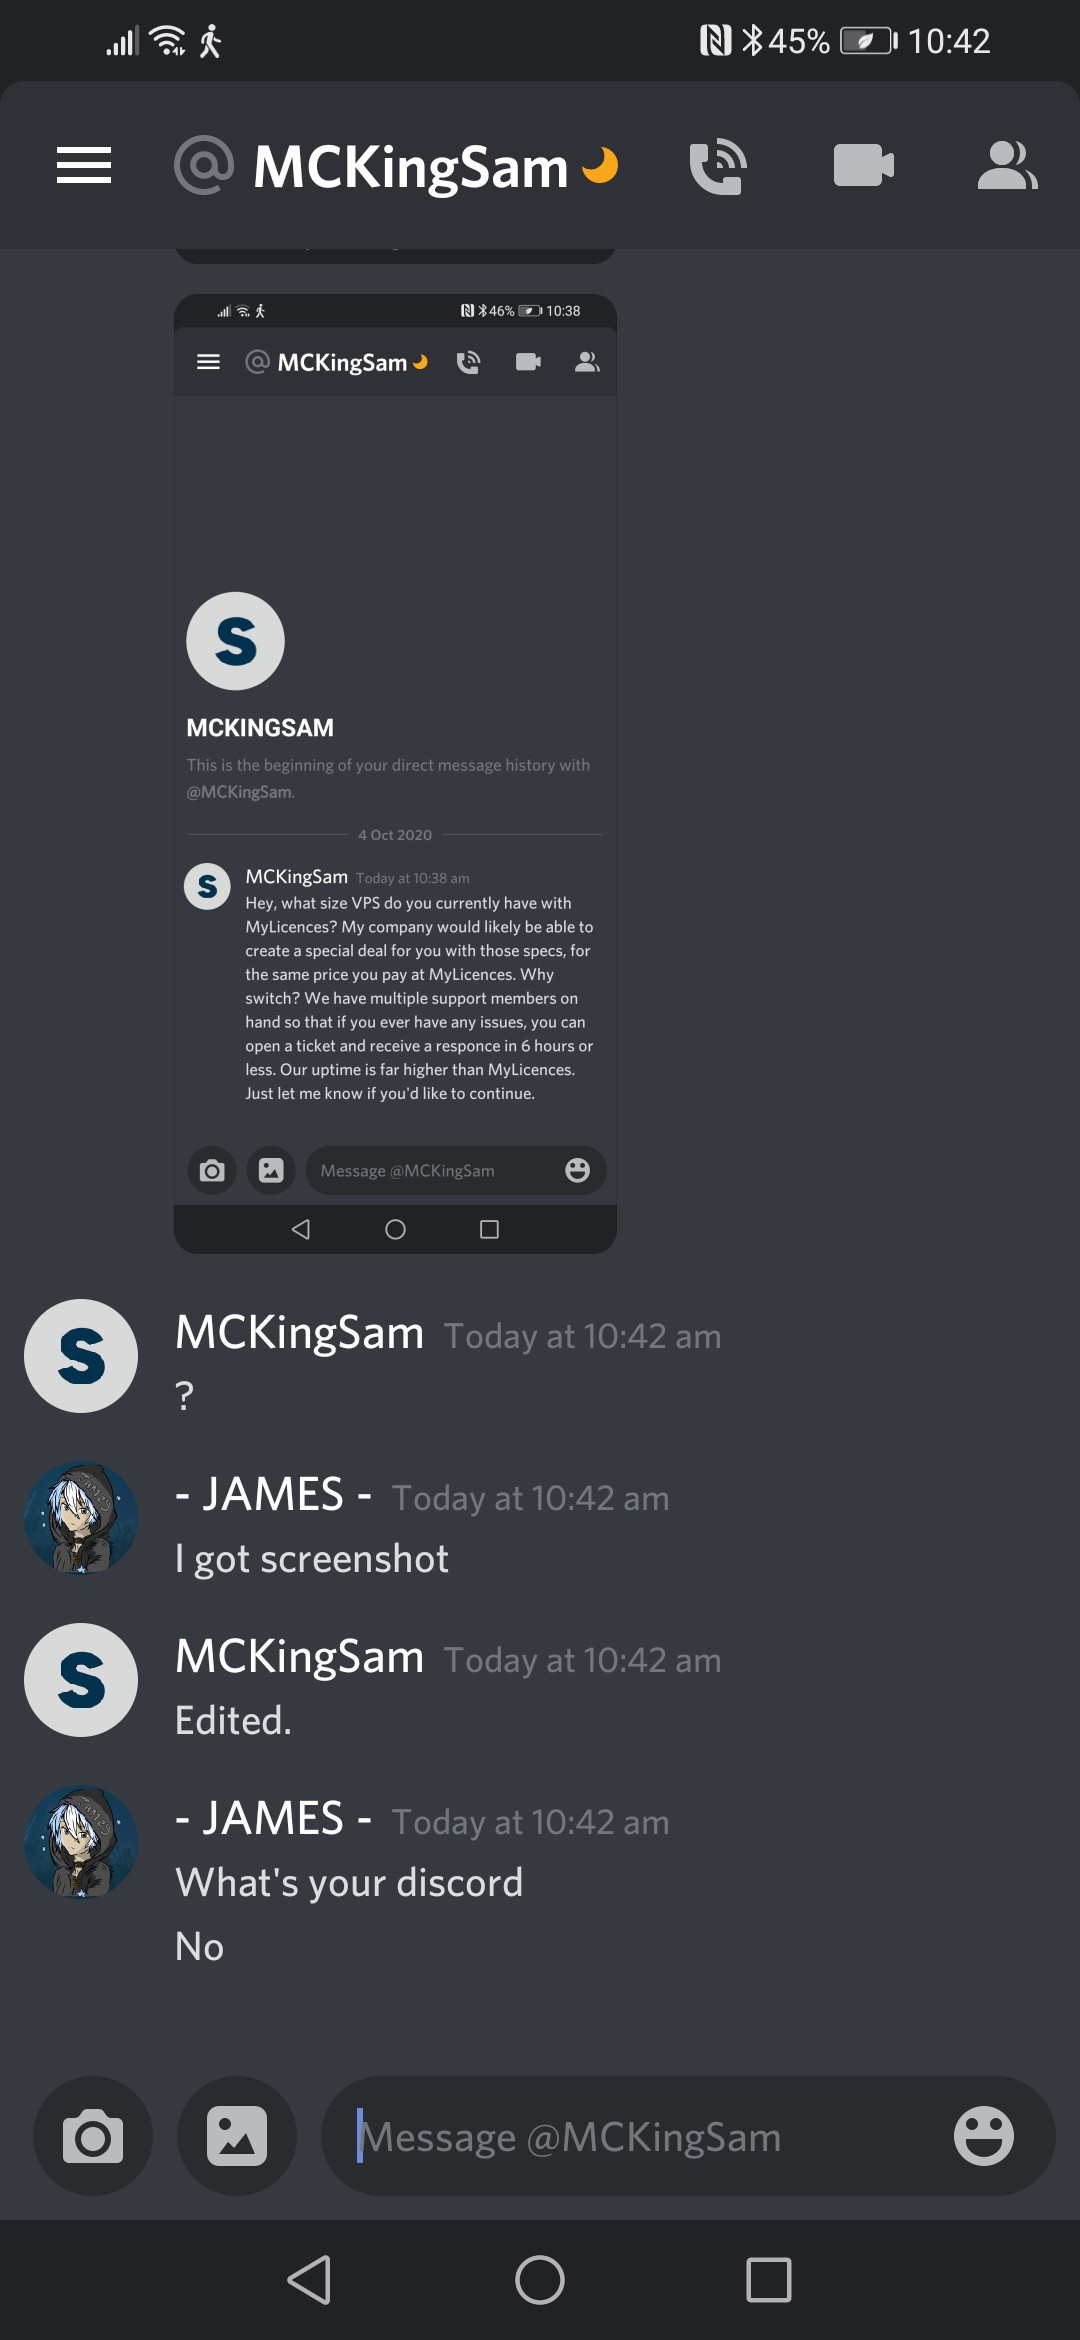 45% 10:42
@ MCKingSam
46% 10:38
@ MCKingSam
S
MCKINGSAM
This is the beginning of your direct message history with
@MCKingSam.
4 Oct 2020
S
MCKingSam Today at 10:38 am
Hey, what size VPS do you currently have with
MyLicences? My company would likely be able to
create a special deal for you with those specs, for
the same price you pay at MyLicences. Why
switch? We have multiple support members on
hand so that if you ever have any issues, you can
open a ticket and receive a responce in 6 hours or
less. Our uptime is far higher than MyLicences.
Just let me know if you'd like to continue.
Message @MCKingSam
S
MCKingSam Today at 10:42 am
?
JAMES
- JAMES - Today at 10:42 am
I got screenshot
S
MCKingSam Today at 10:42 am
Edited.
JAMES
- JAMES - Today at 10:42 am
What's your discord
No
Message @MCKingSam